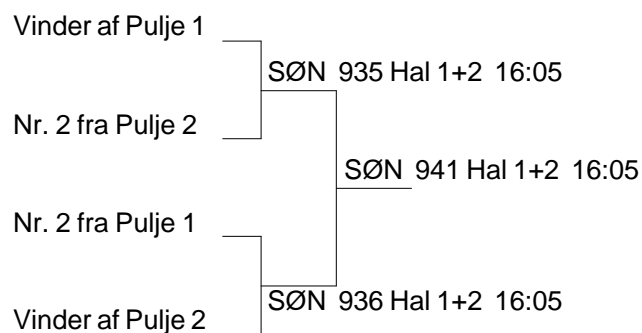 Vinder af Pulje 1
SØN 935 Hal 1+2 16:05
Nr. 2 fra Pulje 2
SØN 941 Hal 1+2 16:05
Nr. 2 fra Pulje 1
SØN 936 Hal 1+2 16:05
Vinder af Pulje 2